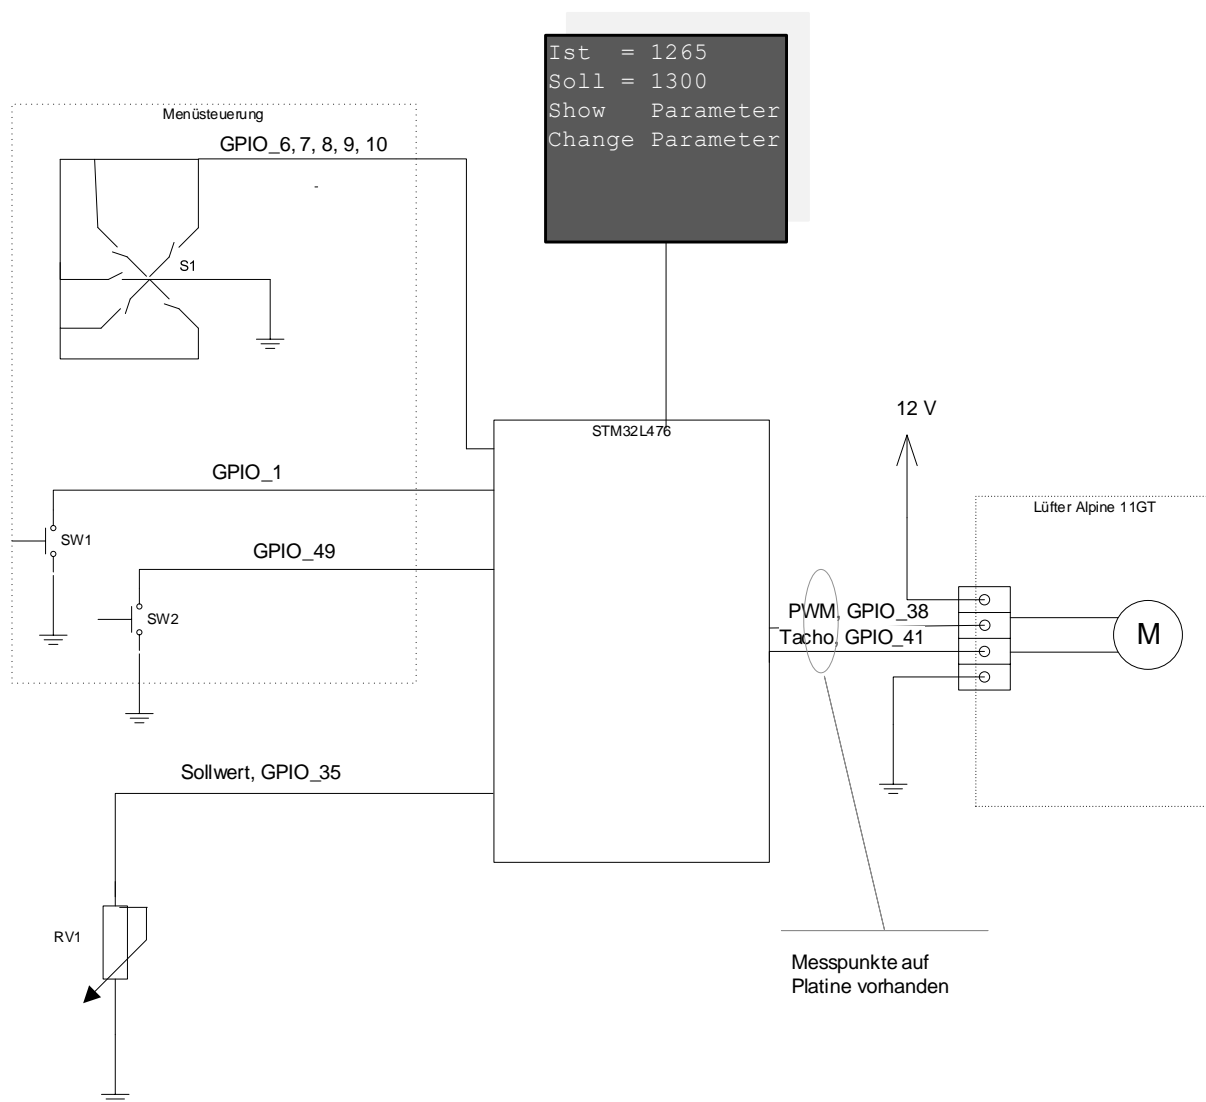 Ist  = 1265
Soll = 1300
Show   Parameter
Change Parameter
Menüsteuerung
GPIO_6, 7, 8, 9, 10
-
S1
STM32L476
12 V
GPIO_1
Lüfter Alpine 11GT
SW1
GPIO_49
SW2
PWM, GPIO_38
Tacho, GPIO_41
M
Sollwert, GPIO_35
RV1
Messpunkte auf
Platine vorhanden